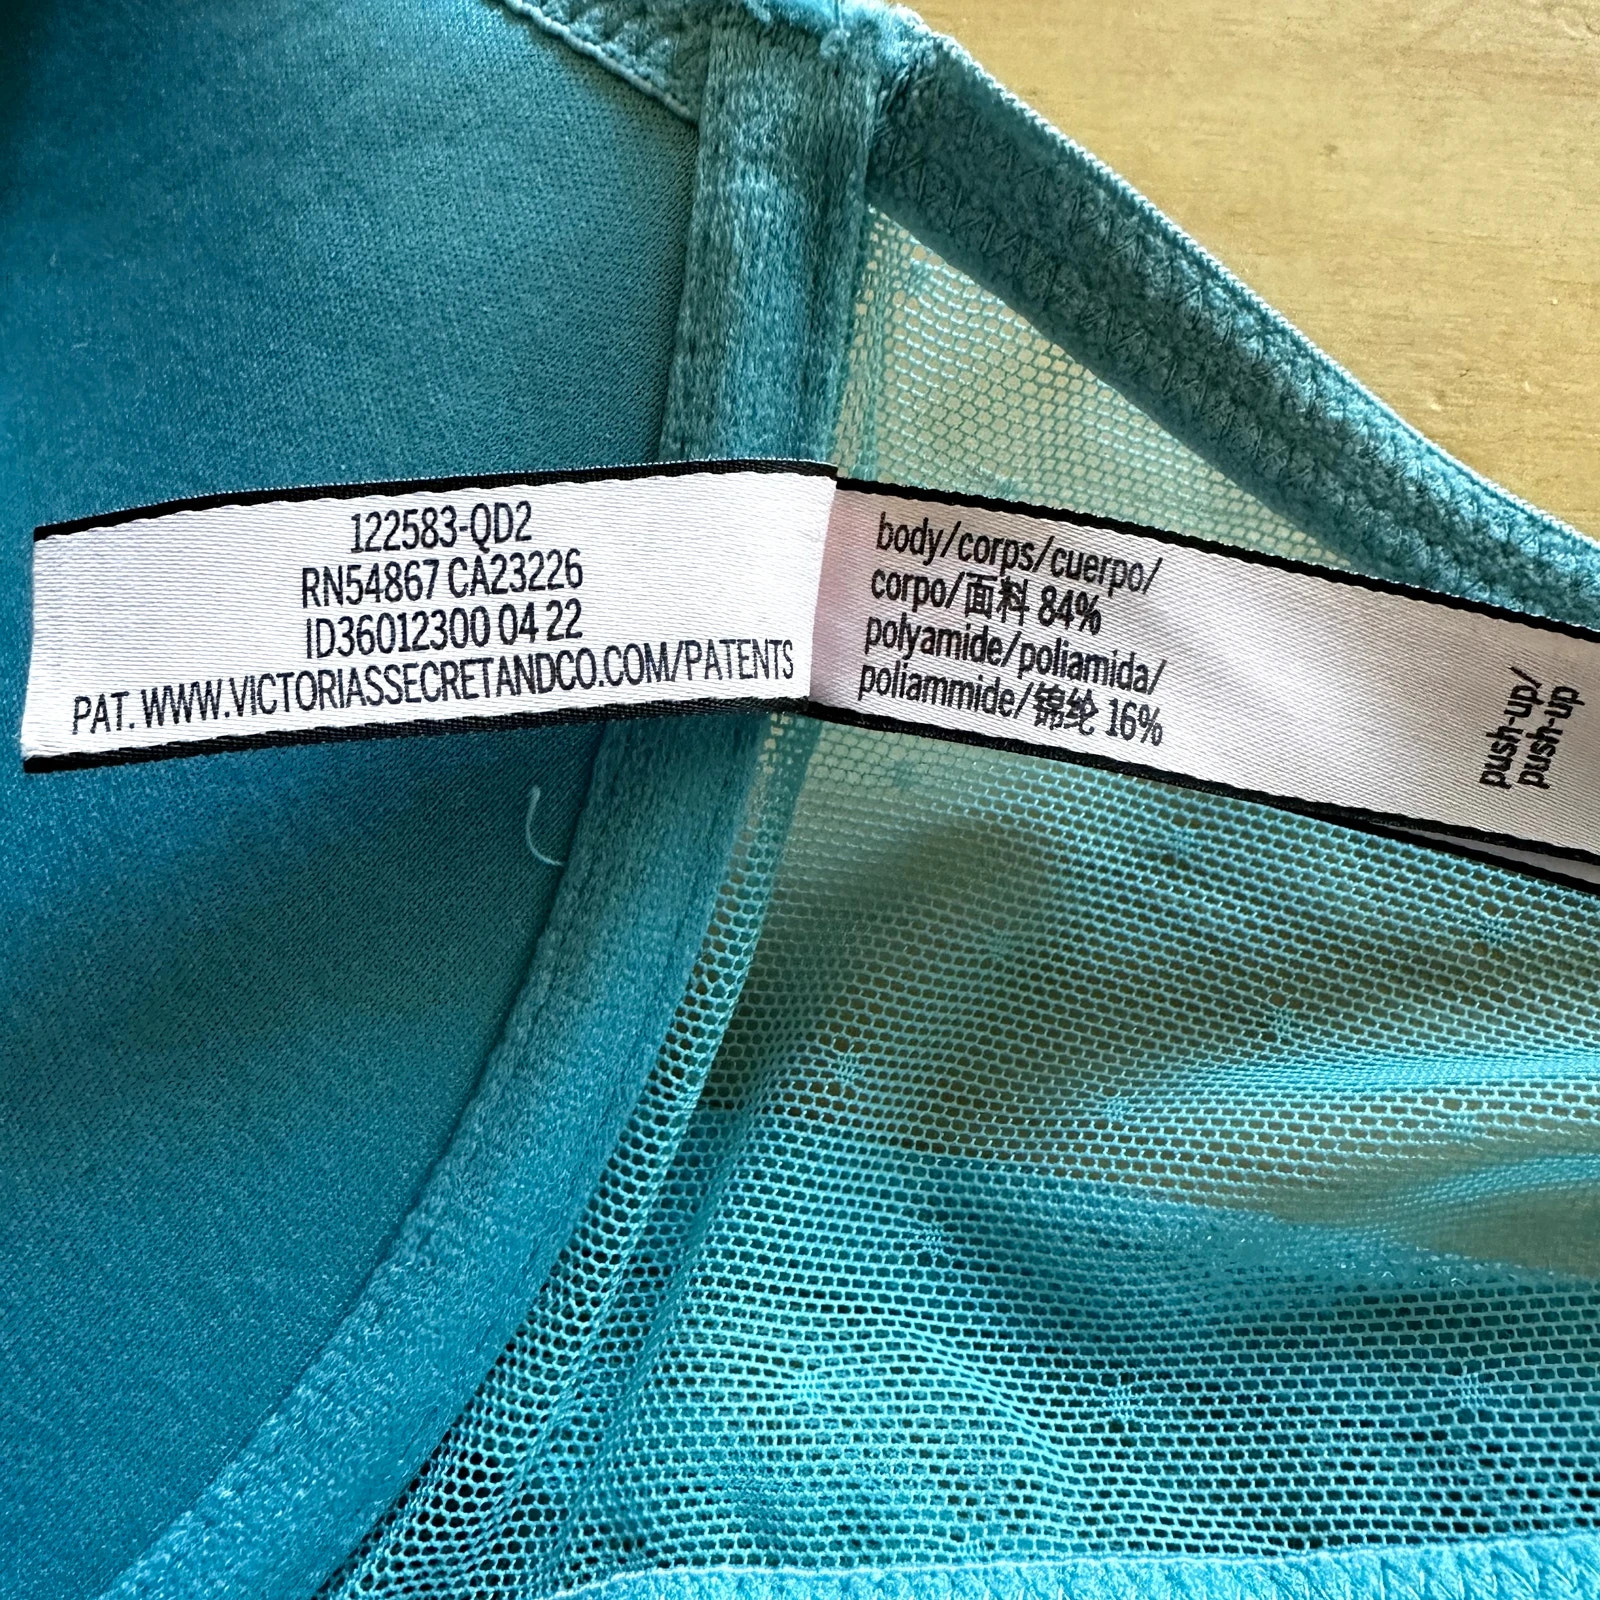 122583-QD2
RN54867 CA23226
ID36012300 04 22
PAT. WWW.VICTORIASSECRETANDCO.COM/PATENTS
body/corps/cuerpo/
corpo/面料 84%
polyamide/poliamida/
poliammide/锦纶 16%
push-up/
push-up